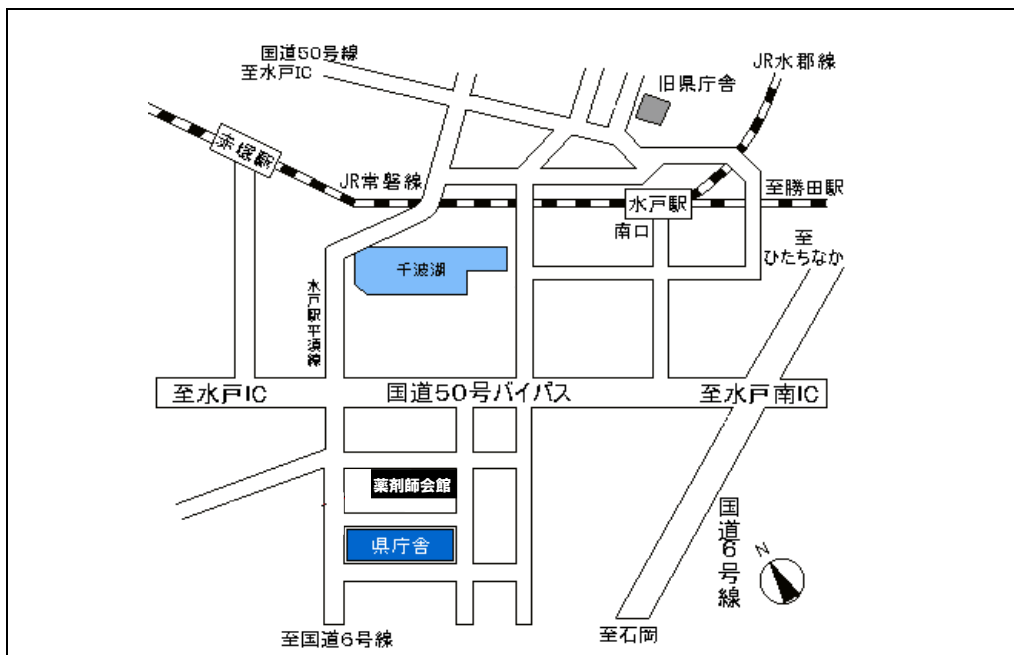 国道50号線
至水戸IC
JR水郡線
旧県庁舎
赤塚駅
JR常磐線
至勝田駅
水戸駅
南口
至
ひたちなか
千波湖
水戸駅平須線
至水戸IC
国道50号バイパス
至水戸南IC
薬剤師会館
県庁舎
国道6号線
N
至国道6号線
至石岡